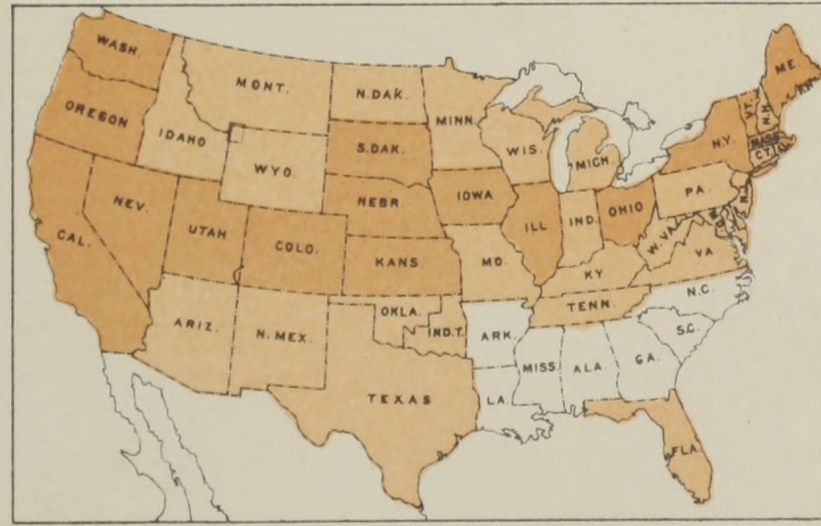 WASH.
OREGON
CAL.
NEV.
IDAHO
MONT.
WYO.
UTAH
COLO.
ARIZ.
N.MEX.
N.DAK.
S.DAK.
NEBR.
KANS.
OKLA.
IND.T.
TEXAS
MINN.
IOWA
MO.
ARK.
LA.
WIS.
ILL.
MICH.
IND.
OHIO
KY
TENN.
MISS.
ALA.
GA.
FLA.
S.C.
N.C.
VA
W.VA.
PA.
N.Y.
VT.
N.H.
ME.
MASS.
CT.